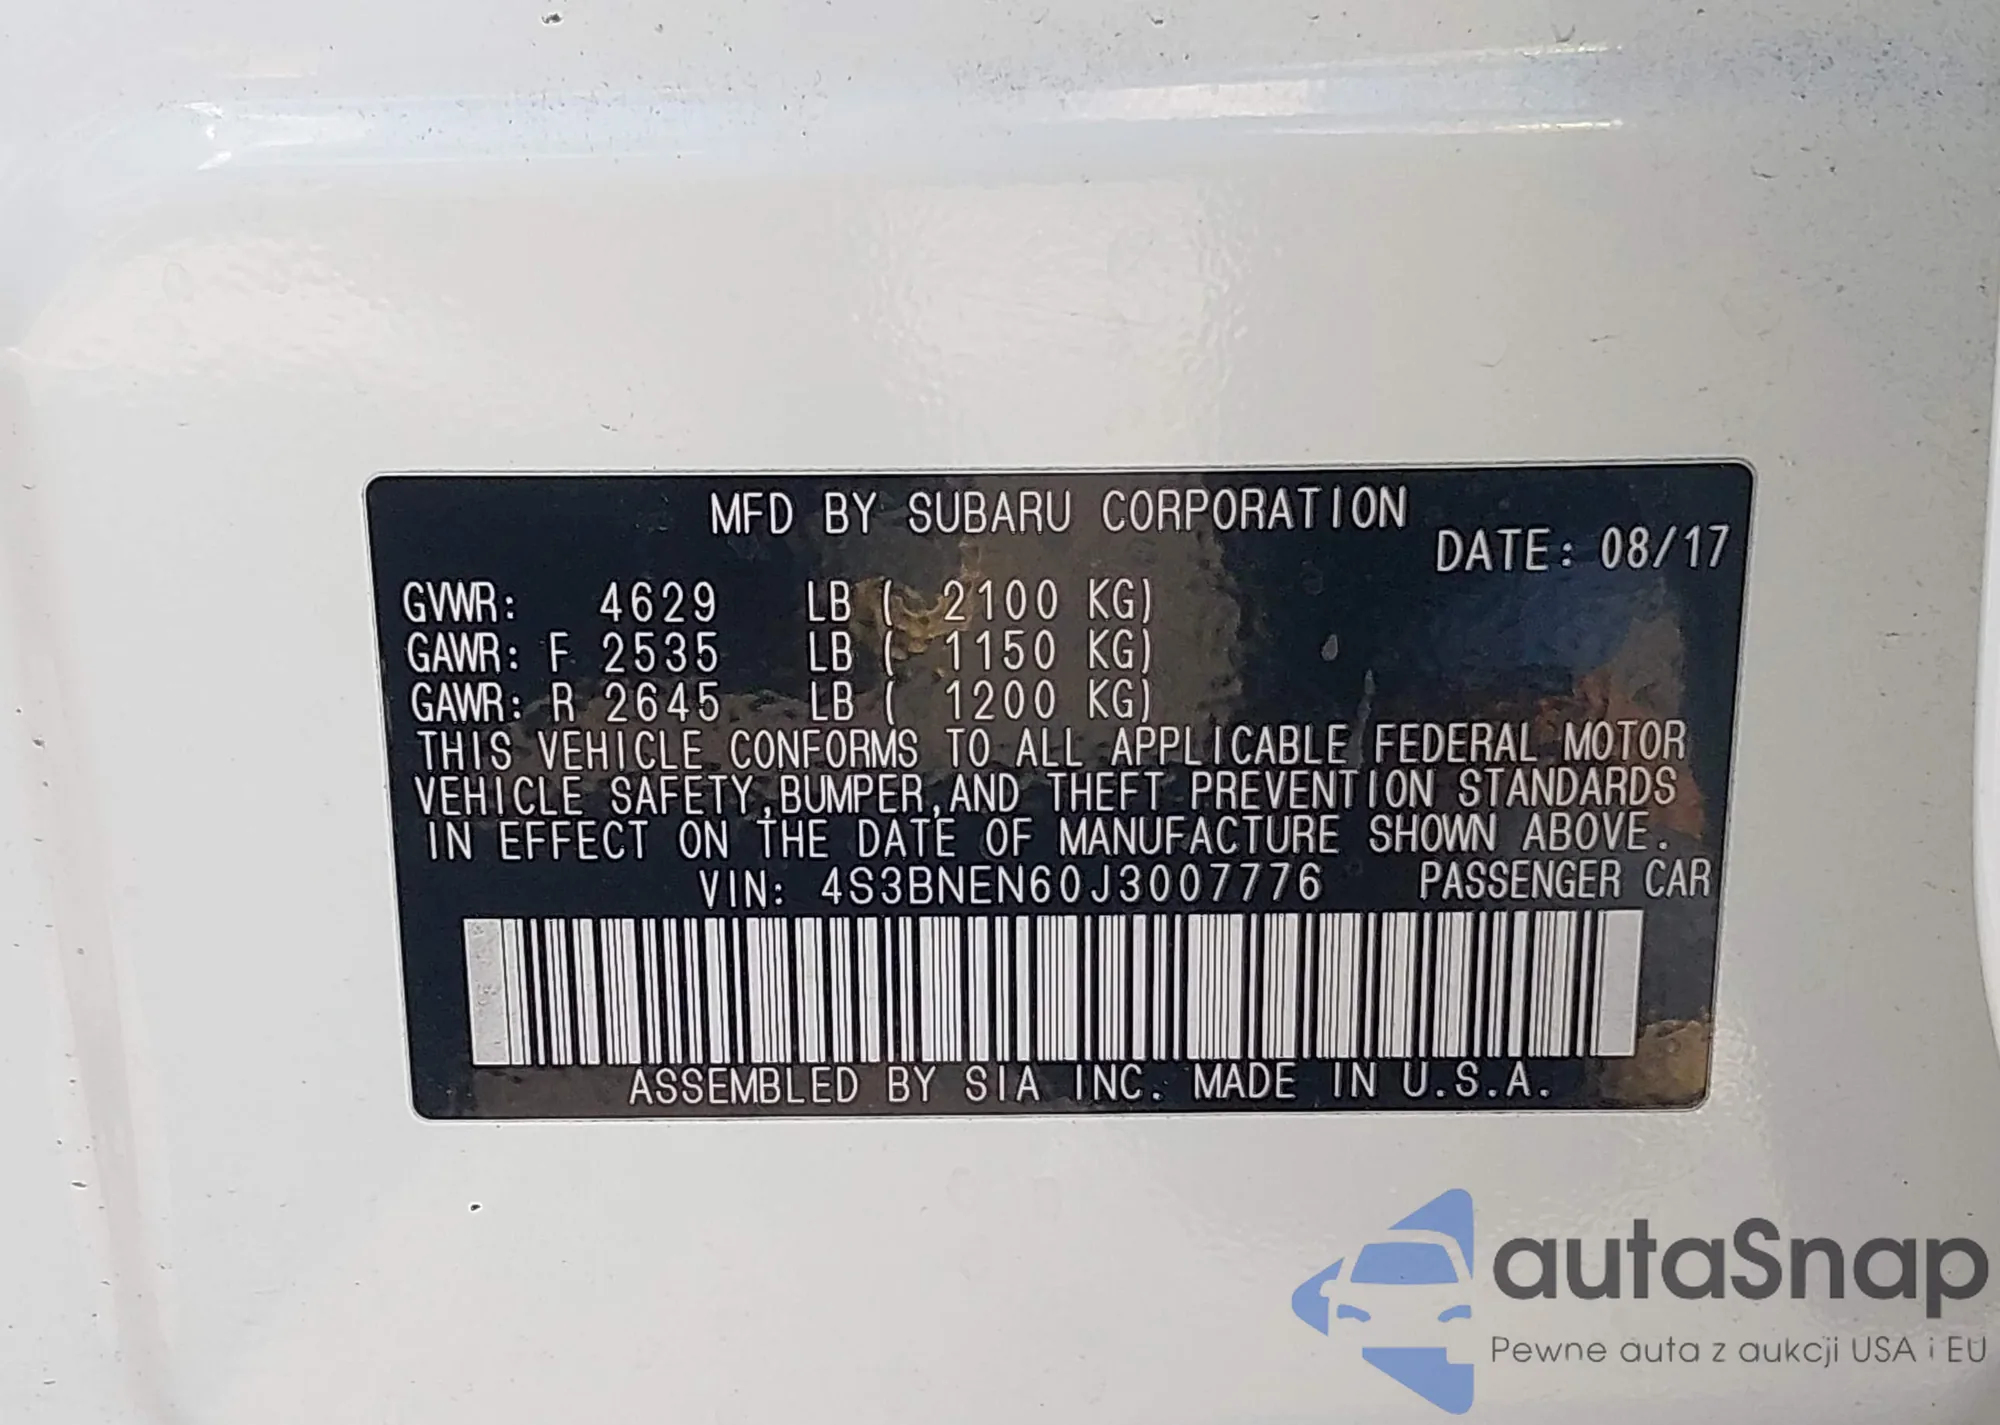 MFD BY SUBARU CORPORATION
DATE: 08/17
GVWR: 4629 LB ( 2100 KG)
GAWR: F 2535 LB ( 1150 KG)
GAWR: R 2645 LB ( 1200 KG)
THIS VEHICLE CONFORMS TO ALL APPLICABLE FEDERAL MOTOR
VEHICLE SAFETY,BUMPER,AND THEFT PREVENTION STANDARDS
IN EFFECT ON THE DATE OF MANUFACTURE SHOWN ABOVE.
VIN: 4S3BNEN60J3007776 PASSENGER CAR
ASSEMBLED BY SIA INC. MADE IN U.S.A.
autaSnap
Pewne auta z aukcji USA i EU